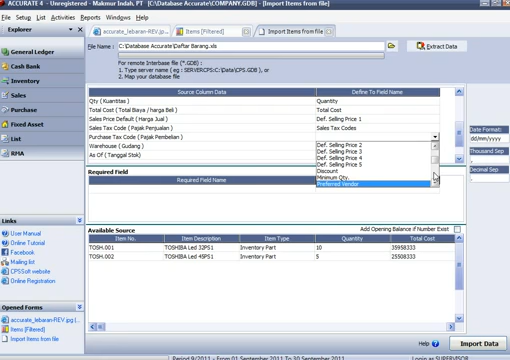 ACCURATE 4 - Unregistered - Makmur Indah, PT (C:\Database Accurate\COMPANY.GDB) - [Import Items from file]
File Setup List Activities Reports Windows Help
Explorer
accurate_lebaran-REV.jp...
Items [Filtered]
Import Items from file
General Ledger
Cash Bank
Inventory
Sales
Purchase
Fixed Asset
List
RMA
File Name : C:\Database Accurate\Daftar Barang.xls
Extract Data
For remote Interbase file (*.GDB) :
1. Type server name (eg : SERVERCPS:C:\Data\CPS.GDB ), or
2. Map your database file
Source Column Data Define To Field Name
Qty ( Kuantitas ) Quantity
Total Cost ( Total Biaya / harga Beli ) Total Cost
Sales Price Default ( Harga Jual ) Def. Selling Price 1
Sales Tax Code ( Pajak Penjualan ) Sales Tax Codes
Purchase Tax Code ( Pajak Pembelian )
Warehouse ( Gudang )
As Of ( Tanggal Stok)
Def. Selling Price 2
Def. Selling Price 3
Def. Selling Price 4
Def. Selling Price 5
Discount
Minimum Qty.
Preferred Vendor
Date Format:
dd/mm/yyyy
Thousand Sep
Decimal Sep
Required Field
Required Field Name
Links
User Manual
Online Tutorial
Facebook
Mailing list
CPSSoft website
Online Registration
Available Source
Add Opening Balance if Number Exist
Item No. Item Description Item Type Quantity Total Cost
TOSH.001 TOSHIBA Led 32PS1 Inventory Part 10 35958333
TOSH.002 TOSHIBA Led 45PS1 Inventory Part 5 25508333
Opened Forms
accurate_lebaran-REV.jpg (...
Items [Filtered]
Import Items from file
Help
Import Data
Period 9/2011 - From 01 September 2011 To 30 September 2011
Login as SUPERVISOR